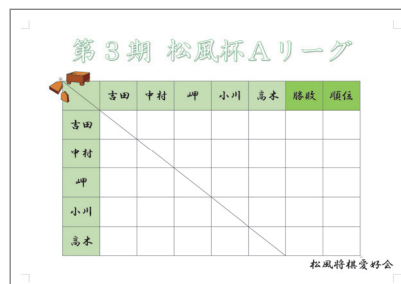 第3期 松風杯Aリーグ
吉田 中村 岬 小川 高木 勝敗 順位
吉田
中村
岬
小川
高木
松風将棋愛好会